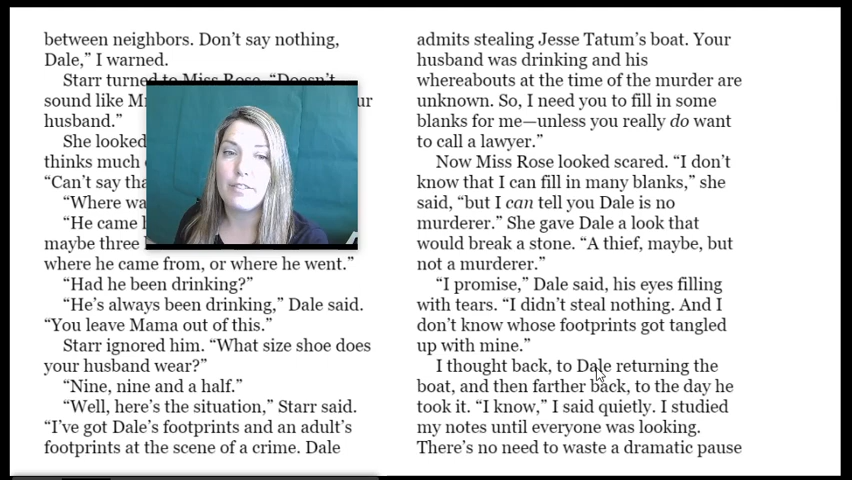 between neighbors. Don’t say nothing,
Dale,” I warned.
Starr turned to Miss Rose. “Doesn’t
sound like
husband.”
She looked
thinks much
“Can’t say
“Where
“He came
maybe three
where he came from, or where he went.”
“Had he been drinking?”
“He’s always been drinking,” Dale said.
“You leave Mama out of this.”
Starr ignored him. “What size shoe does
your husband wear?”
“Nine, nine and a half.”
“Well, here’s the situation,” Starr said.
“I’ve got Dale’s footprints and an adult’s
footprints at the scene of a crime. Dale
admits stealing Jesse Tatum’s boat. Your
husband was drinking and his
whereabouts at the time of the murder are
unknown. So, I need you to fill in some
blanks for me—unless you really do want
to call a lawyer.”
Now Miss Rose looked scared. “I don’t
know that I can fill in many blanks,” she
said, “but I can tell you Dale is no
murderer.” She gave Dale a look that
would break a stone. “A thief, maybe, but
not a murderer.”
“I promise,” Dale said, his eyes filling
with tears. “I didn’t steal nothing. And I
don’t know whose footprints got tangled
up with mine.”
I thought back, to Dale returning the
boat, and then farther back, to the day he
took it. “I know,” I said quietly. I studied
my notes until everyone was looking.
There’s no need to waste a dramatic pause